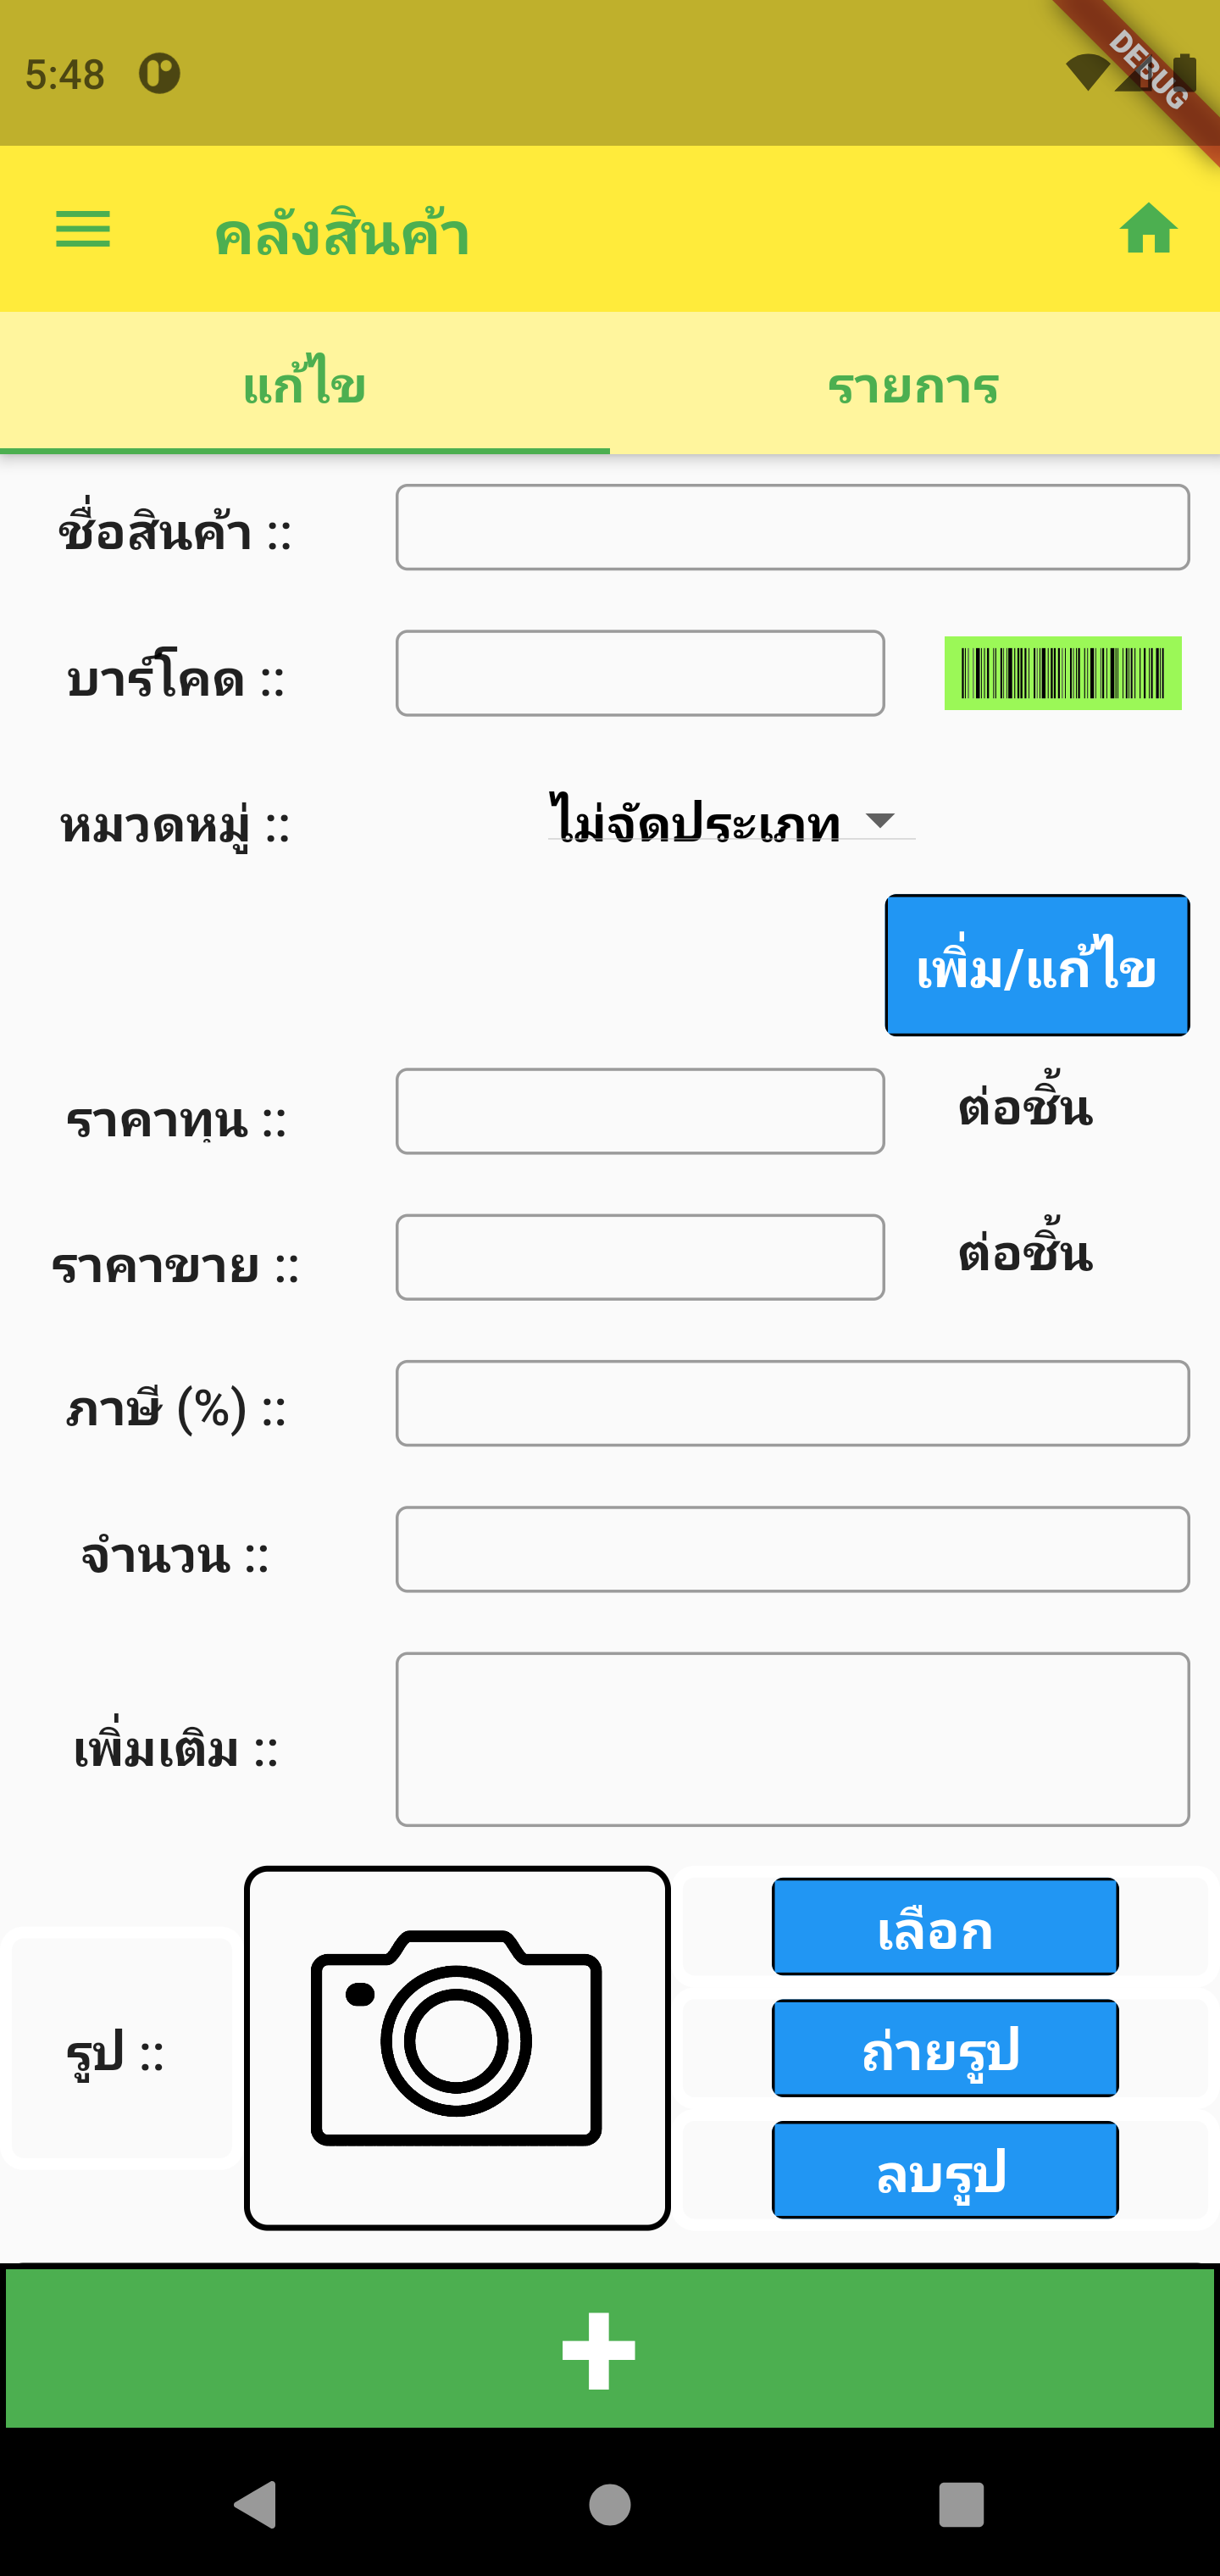 5:48
DEBUG
คลังสินค้า
แก้ไข
รายการ
ชื่อสินค้า ::
บาร์โคด ::
หมวดหมู่ ::
ไม่จัดประเภท
เพิ่ม/แก้ไข
ราคาทุน ::
ต่อชิ้น
ราคาขาย ::
ต่อชิ้น
ภาษี (%) ::
จำนวน ::
เพิ่มเติม ::
รูป ::
เลือก
ถ่ายรูป
ลบรูป